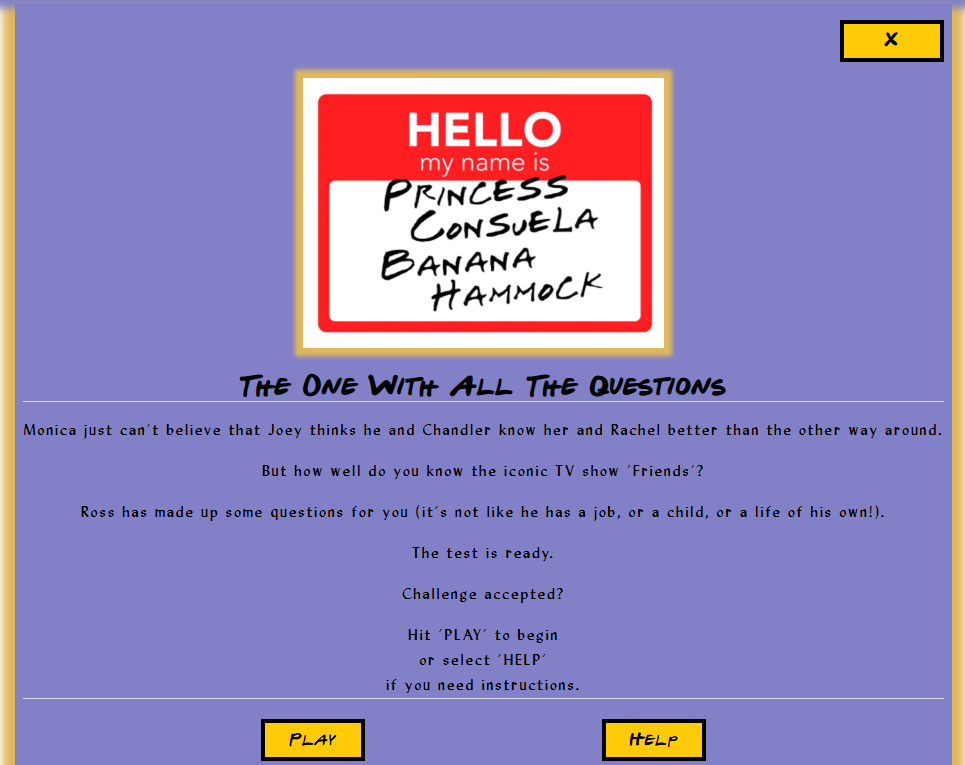 X
HELLO
my name is
PRINCESS
CONSUELA
BANANA
HAMMOCK
The One With All The Questions
Monica just can't believe that Joey thinks he and Chandler know her and Rachel better than the other way around.
But how well do you know the iconic TV show 'Friends'?
Ross has made up some questions for you (it's not like he has a job, or a child, or a life of his own!).
The test is ready.
Challenge accepted?
Hit 'PLAY' to begin
or select 'HELP'
if you need instructions.
Play Help